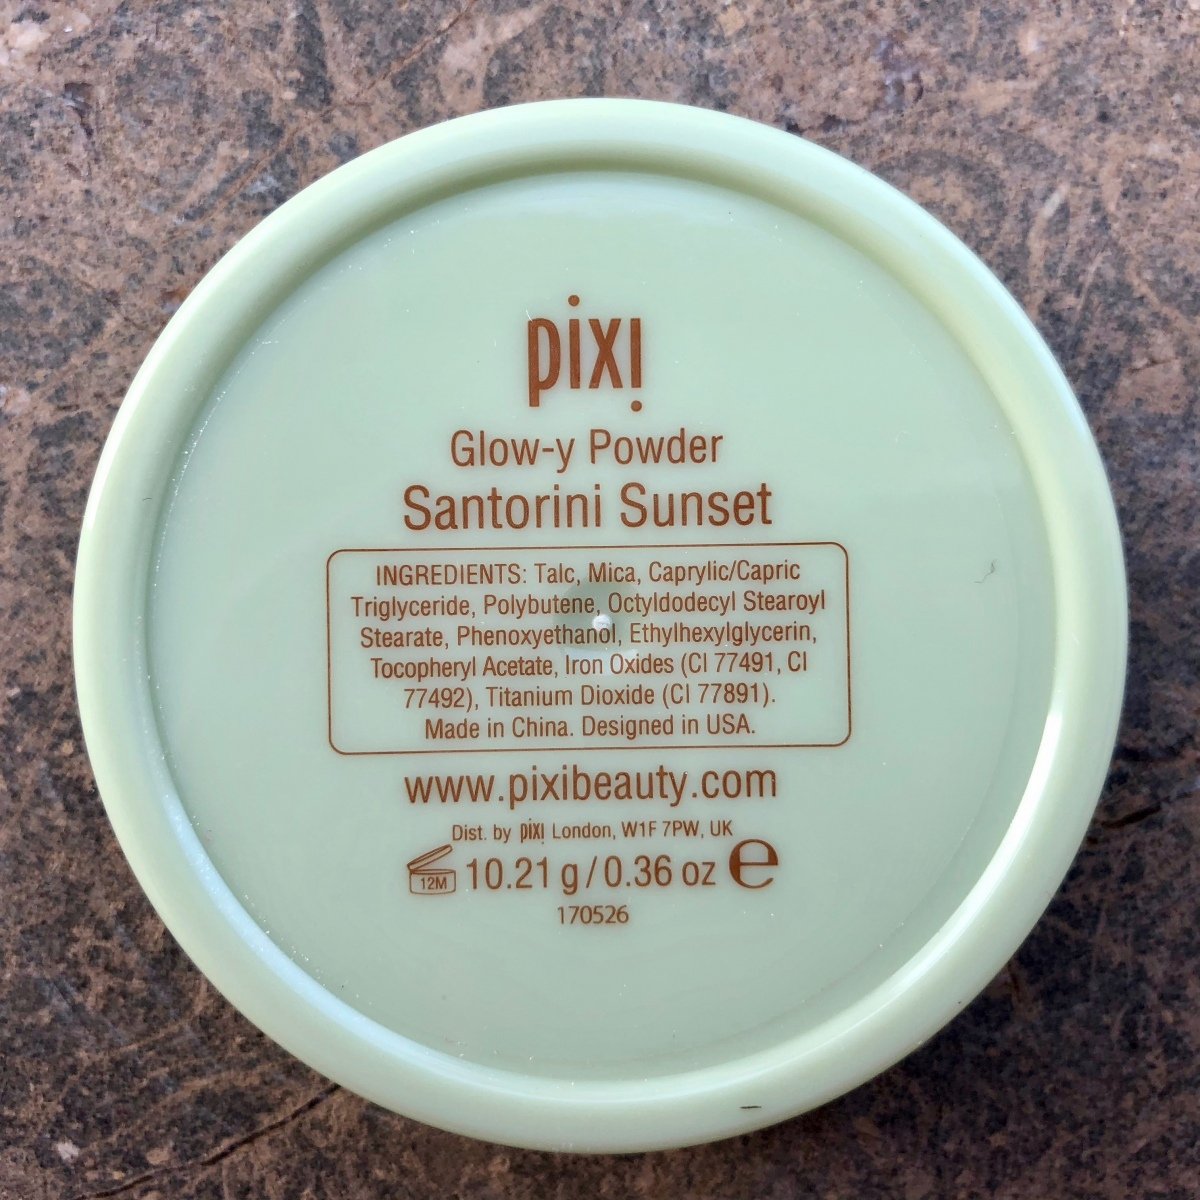 pixi
Glow-y Powder
Santorini Sunset
INGREDIENTS: Talc, Mica, Caprylic/Capric
Triglyceride, Polybutene, Octyldodecyl Stearoyl
Stearate, Phenoxyethanol, Ethylhexylglycerin,
Tocopheryl Acetate, Iron Oxides (CI 77491, CI
77492), Titanium Dioxide (CI 77891).
Made in China. Designed in USA.
www.pixibeauty.com
Dist. by pixi London, W1F 7PW, UK
12M 10.21 g/0.36 oz e
170526